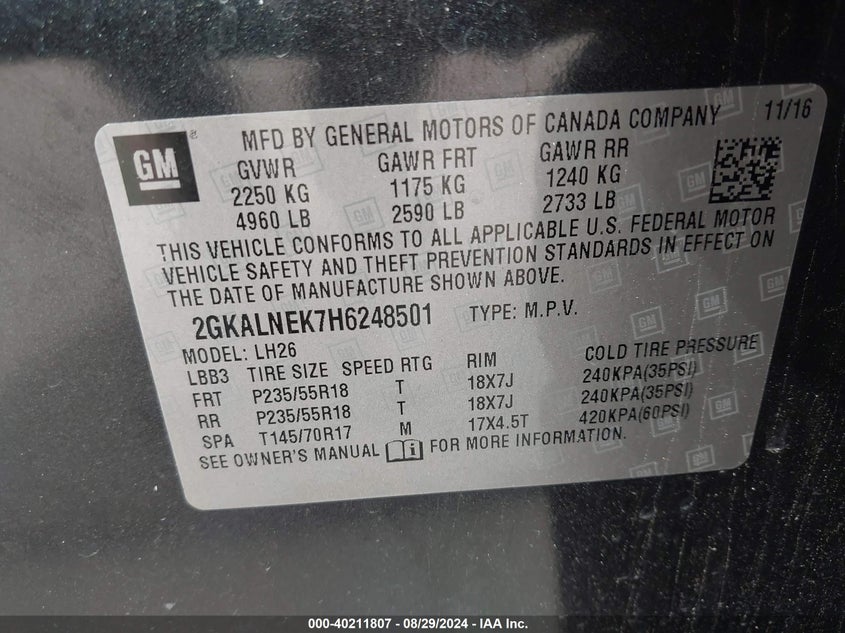 GM
MFD BY GENERAL MOTORS OF CANADA COMPANY 11/16
GVWR GAWR FRT GAWR RR
2250 KG 1175 KG 1240 KG
4960 LB 2590 LB 2733 LB
THIS VEHICLE CONFORMS TO ALL APPLICABLE U.S. FEDERAL MOTOR
VEHICLE SAFETY AND THEFT PREVENTION STANDARDS IN EFFECT ON
THE DATE OF MANUFACTURE SHOWN ABOVE.
2GKALNEK7H6248501 TYPE: M.P.V.
MODEL: LH26
LBB3 TIRE SIZE SPEED RTG RIM COLD TIRE PRESSURE
FRT P235/55R18 T 18X7J 240KPA(35PSI)
RR P235/55R18 T 18X7J 240KPA(35PSI)
SPA T145/70R17 M 17X4.5T 420KPA(60PSI)
SEE OWNER'S MANUAL FOR MORE INFORMATION.
000-40211807 - 08/29/2024 - IAA Inc.